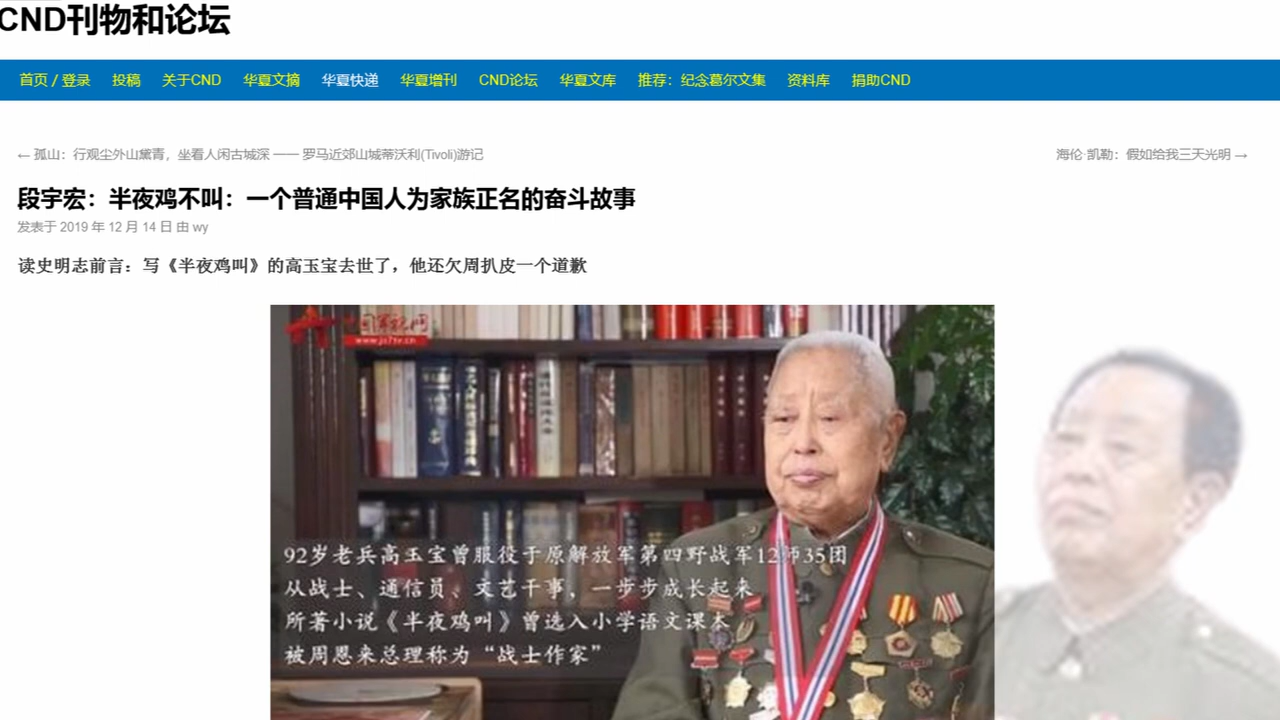 CND刊物和论坛
首页 / 登录 投稿 关于CND 华夏文摘 华夏快递 华夏增刊 CND论坛 华夏文库 推荐：纪念葛尔文集 资料库 捐助CND
← 孤山：行观尘外山黛青，坐看人闲古城深 —— 罗马近郊山城蒂沃利(Tivoli)游记
海伦·凯勒：假如给我三天光明 →
段宇宏：半夜鸡不叫：一个普通中国人为家族正名的奋斗故事
发表于 2019 年 12 月 14 日 由 wy
读史明志前言：写《半夜鸡叫》的高玉宝去世了，他还欠周扒皮一个道歉
中国军视网
www.js7tv.cn
92岁老兵高玉宝曾服役于原解放军第四野战军12师35团
从战士、通信员、文艺干事，一步步成长起来
所著小说《半夜鸡叫》曾选入小学语文课本
被周恩来总理称为“战士作家”